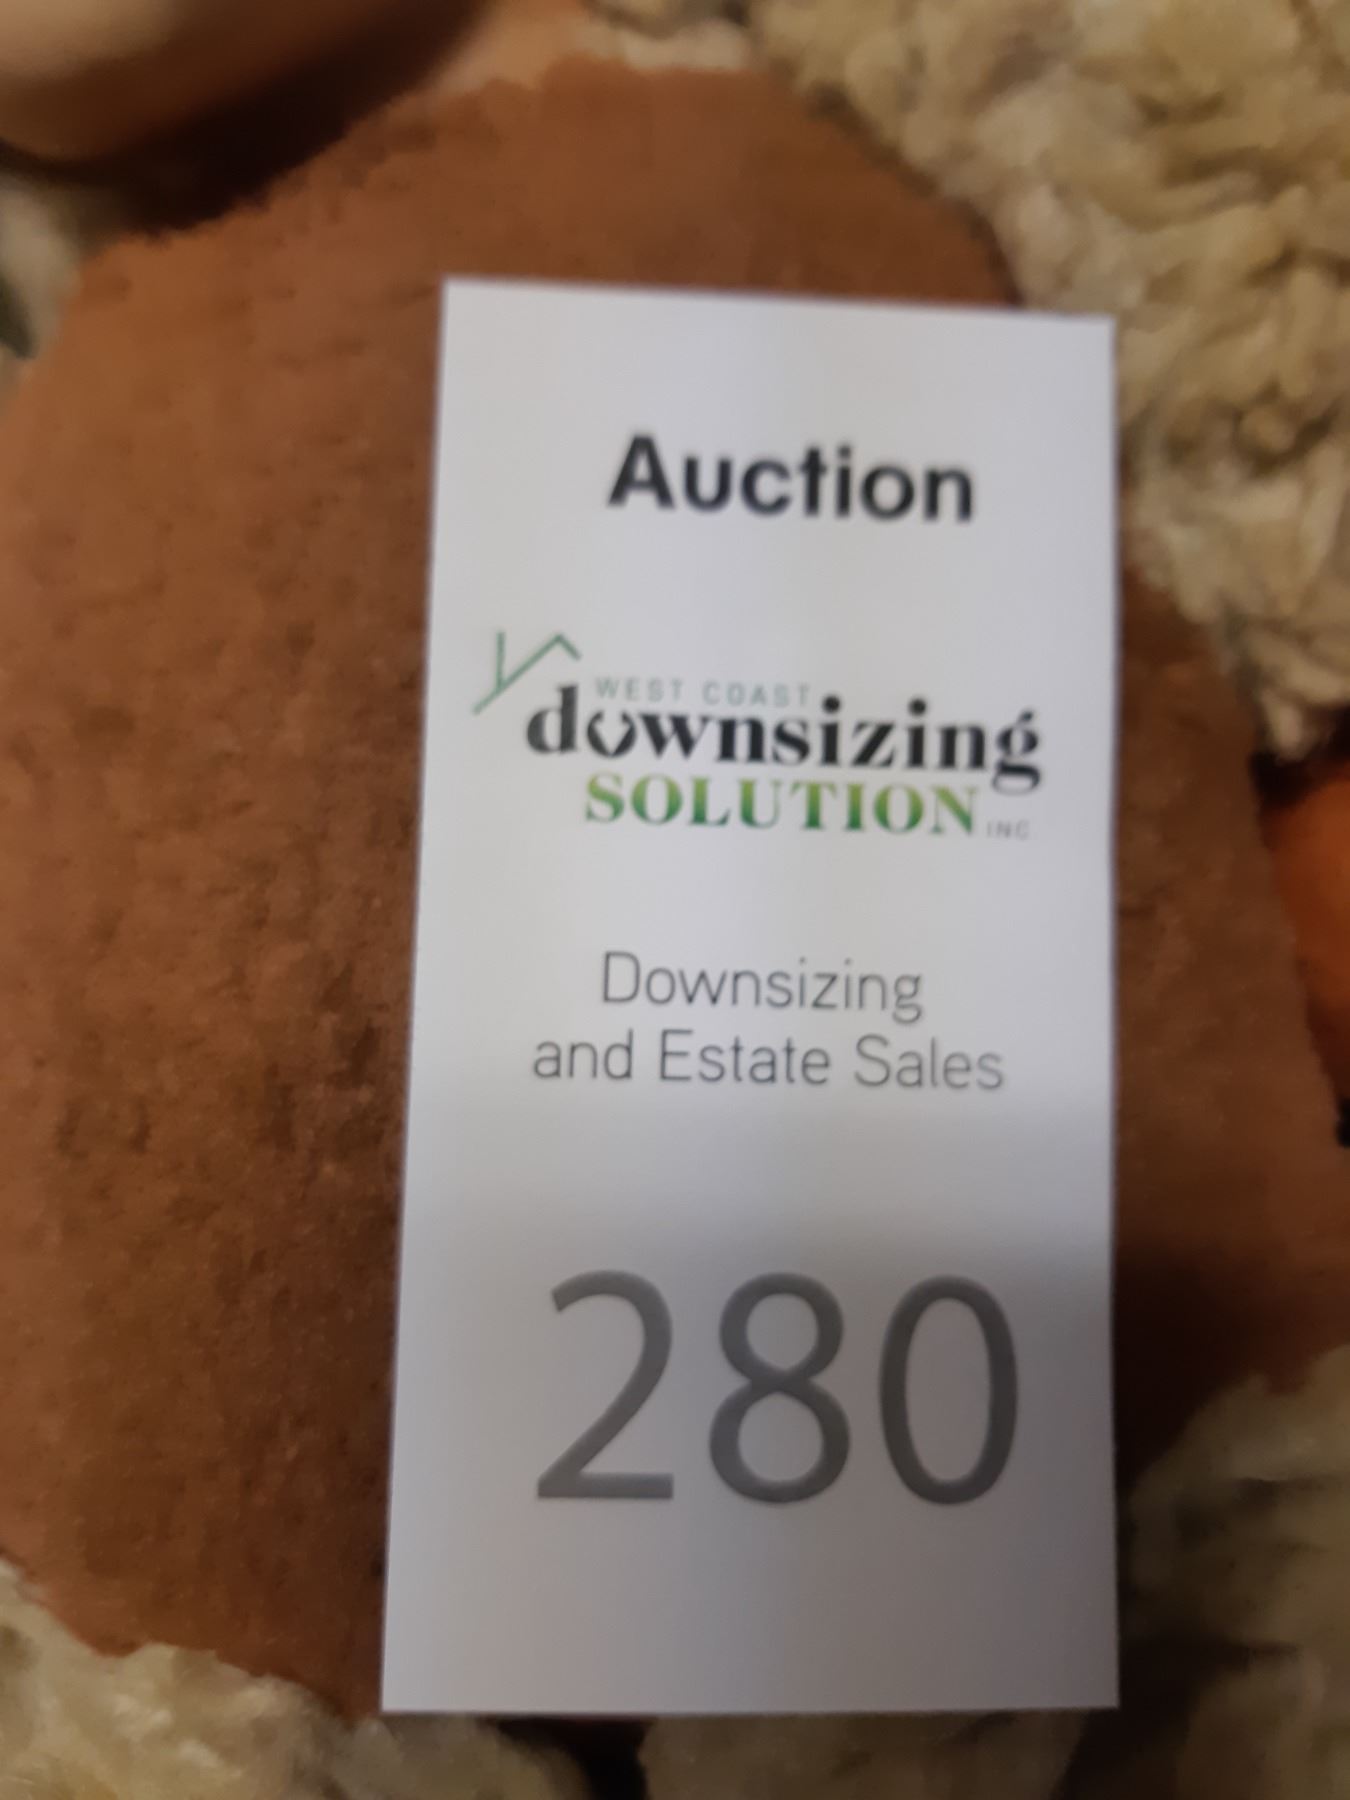 Auction
WEST COAST
downsizing
SOLUTION INC
Downsizing
and Estate Sales
280